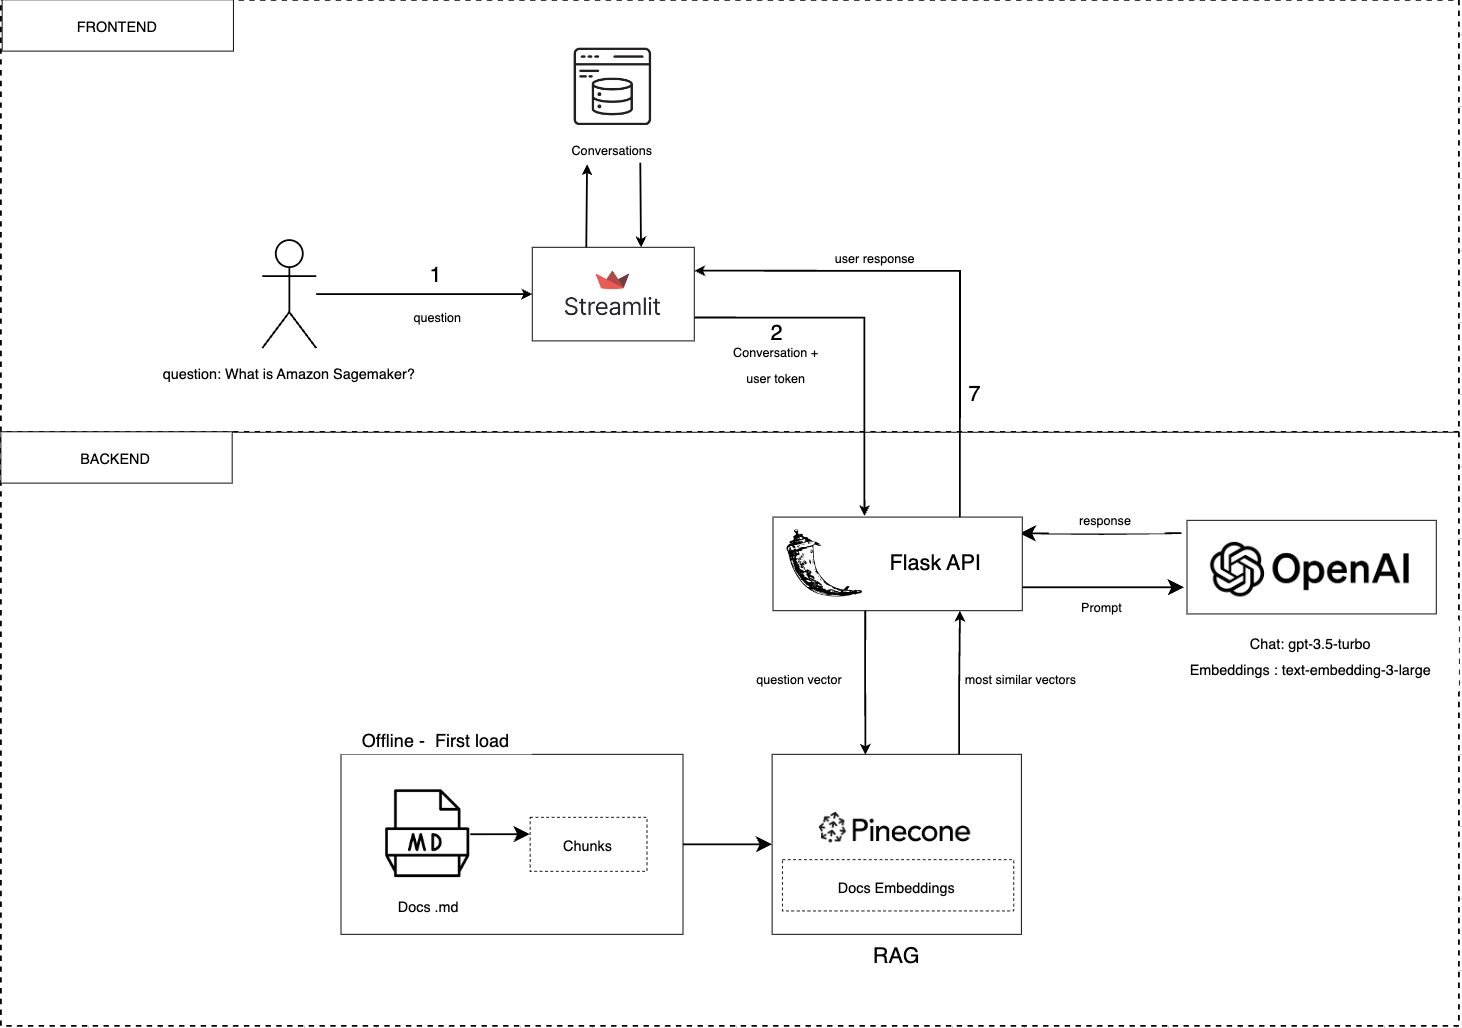 FRONTEND
Conversations
1
question
Streamlit
question: What is Amazon Sagemaker?
user response
2
Conversation +
user token
7
BACKEND
Flask API
response
Prompt
OpenAI
Chat: gpt-3.5-turbo
Embeddings : text-embedding-3-large
question vector
most similar vectors
Offline - First load
MD
Chunks
Docs .md
Pinecone
Docs Embeddings
RAG